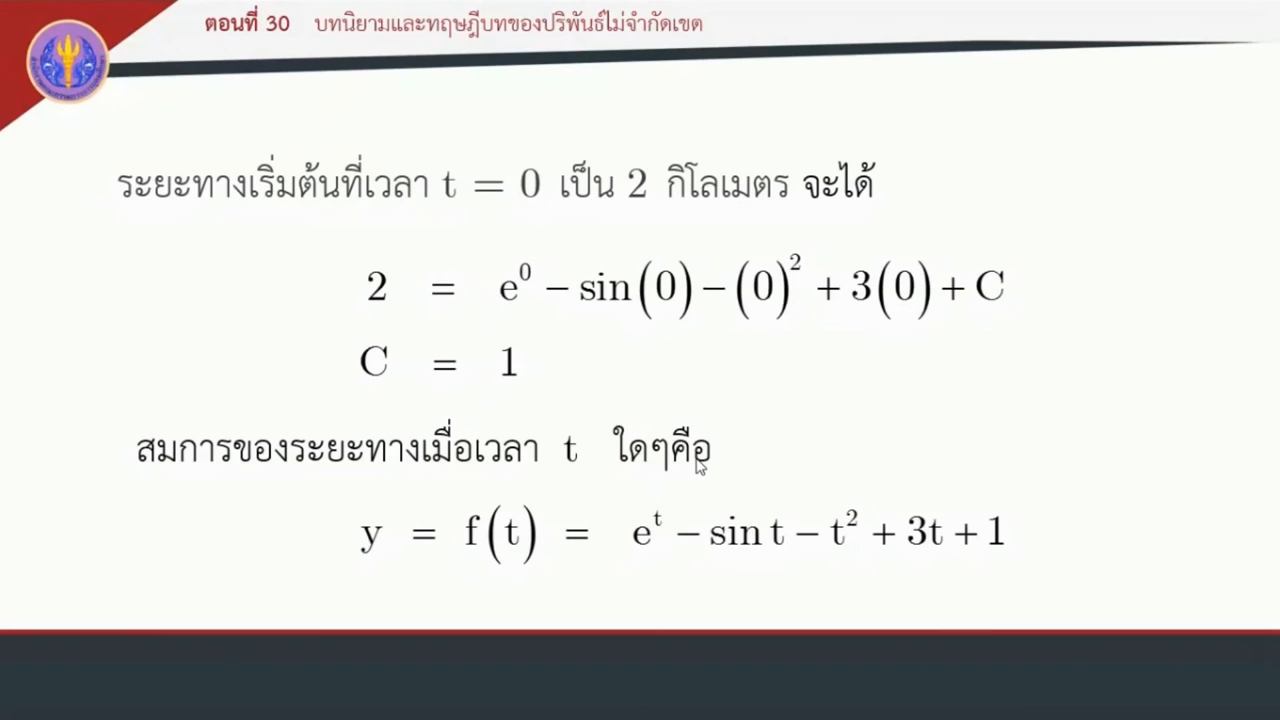 ตอนที่ 30 บทนิยามและทฤษฎีบทของปริพันธ์ไม่จำกัดเขต
ระยะทางเริ่มต้นที่เวลา t = 0 เป็น 2 กิโลเมตร จะได้
2 = e⁰ − sin(0) − (0)² + 3(0) + C
C = 1
สมการของระยะทางเมื่อเวลา t ใดๆคือ
y = f(t) = eᵗ − sin t − t² + 3t + 1